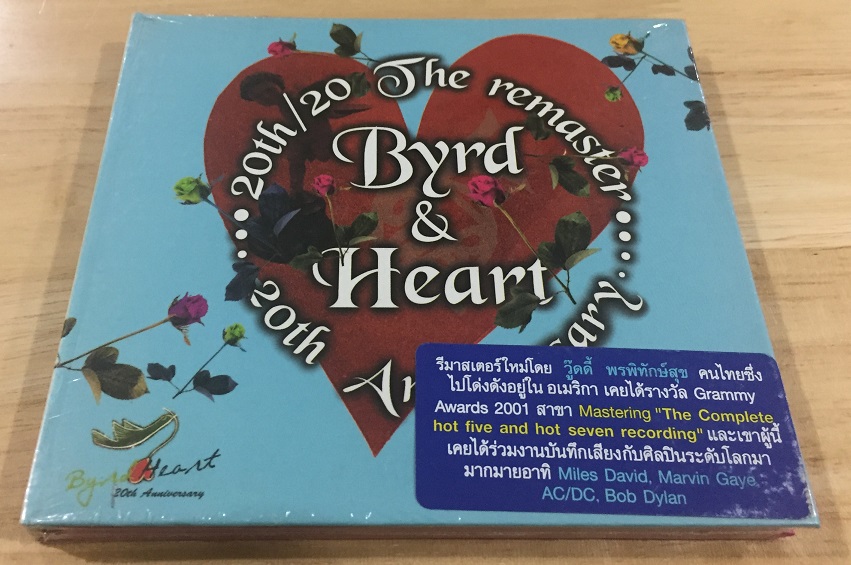 ...20th/20 The remaster...
Byrd
&
Heart
20th
รีมาสเตอร์ใหม่โดย วู๊ดดี้ พรพิทักษ์สุข คนไทยซึ่ง
ไปโด่งดังอยู่ใน อเมริกา เคยได้รางวัล Grammy
Awards 2001 สาขา Mastering "The Complete
hot five and hot seven recording" และเขาผู้นี้
เคยได้ร่วมงานบันทึกเสียงกับศิลปินระดับโลกมา
มากมายอาทิ Miles David, Marvin Gaye,
AC/DC, Bob Dylan
Heart
20th Anniversary